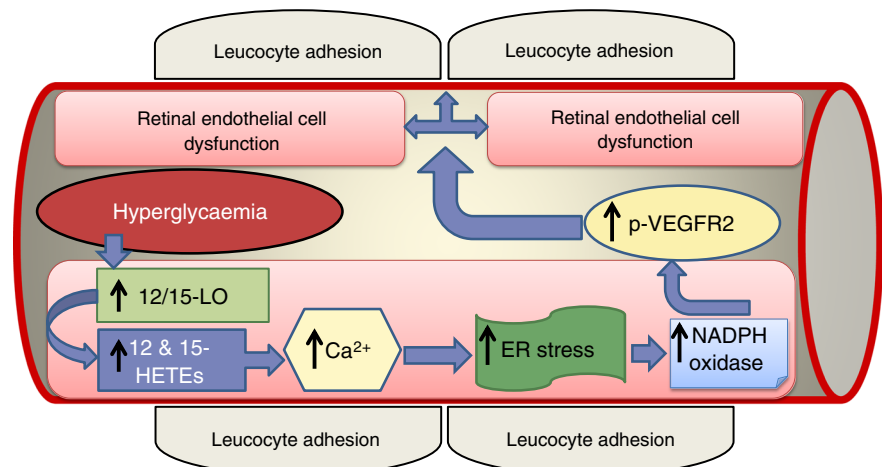 Leucocyte adhesion
Leucocyte adhesion
Retinal endothelial cell
dysfunction
Retinal endothelial cell
dysfunction
Hyperglycaemia
p-VEGFR2
12/15-LO
12 & 15-
HETEs
Ca²⁺
ER stress
NADPH
oxidase
Leucocyte adhesion
Leucocyte adhesion